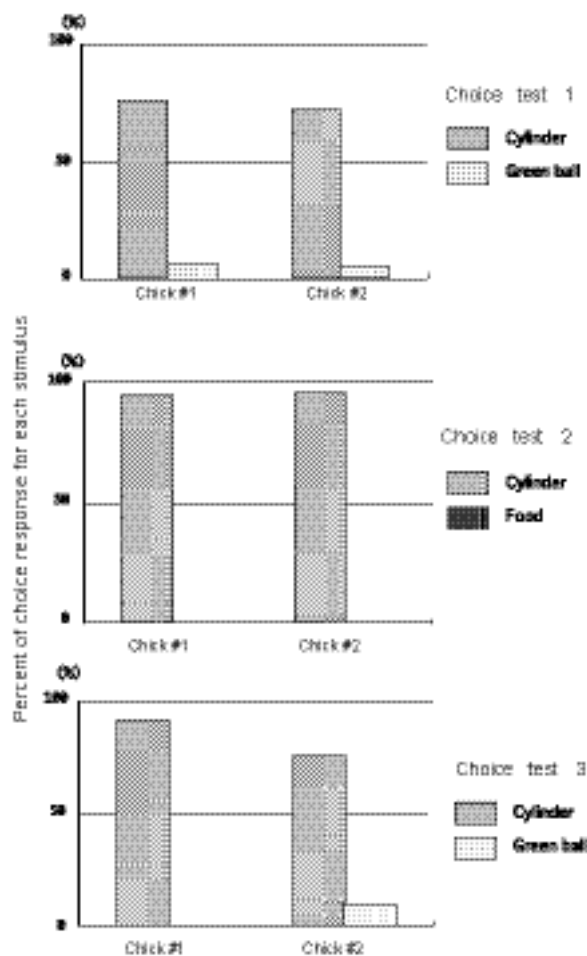 (%)
100
50
0
Chick #1
Chick #2
Choice test 1
Cylinder
Green ball
Percent of choice response for each stimulus
(%)
100
50
0
Chick #1
Chick #2
Choice test 2
Cylinder
Food
(%)
100
50
0
Chick #1
Chick #2
Choice test 3
Cylinder
Green ball